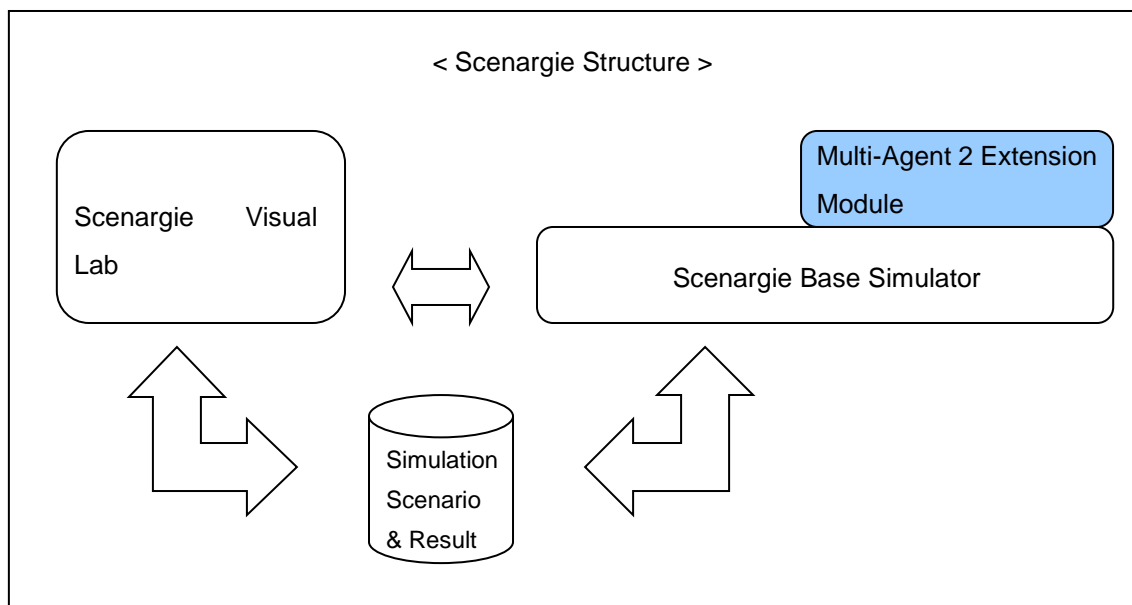 < Scenargie Structure >
Multi-Agent 2 Extension
Module
Scenargie Visual
Lab
Scenargie Base Simulator
Simulation
Scenario
& Result